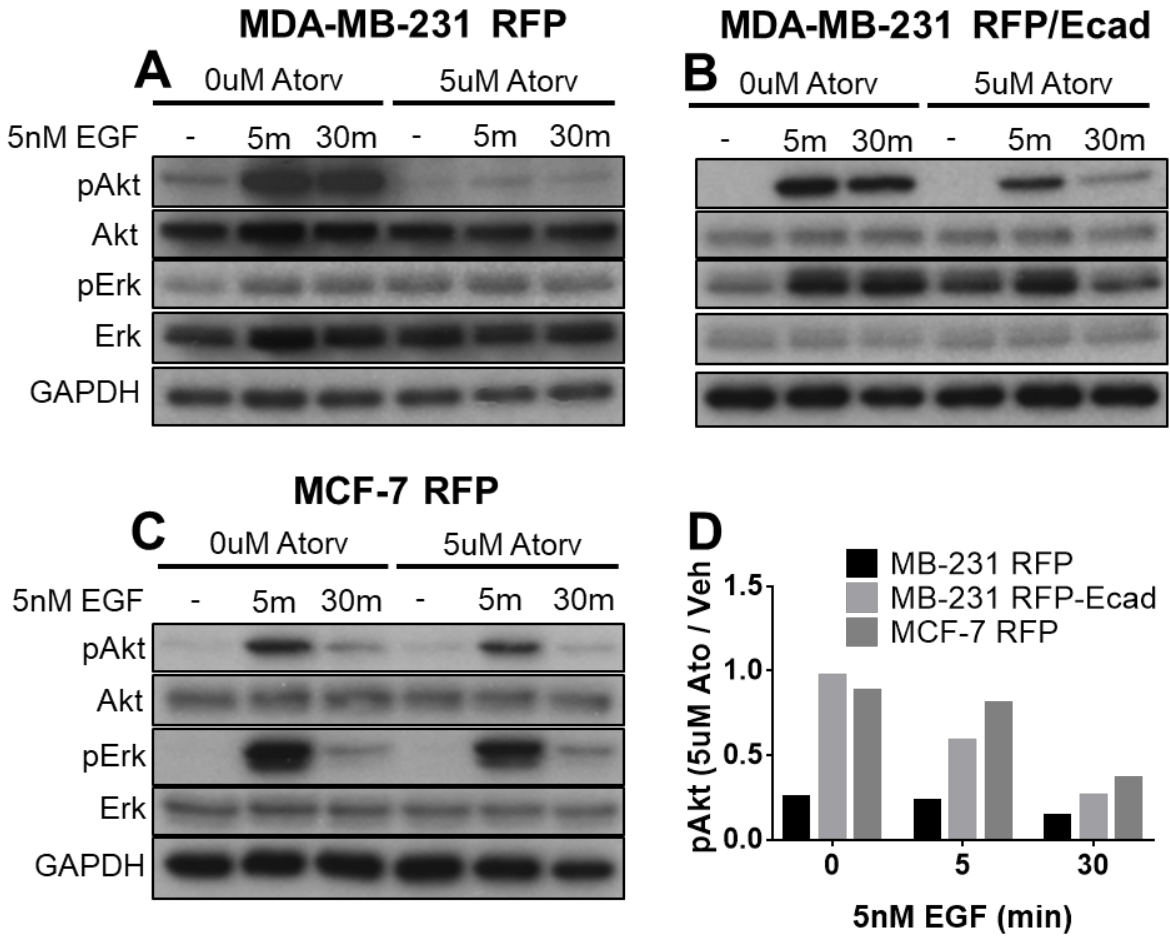 MDA-MB-231 RFP
A
0uM Atorv 5uM Atorv
5nM EGF - 5m 30m - 5m 30m
pAkt
Akt
pErk
Erk
GAPDH
MDA-MB-231 RFP/Ecad
B
0uM Atorv 5uM Atorv
- 5m 30m - 5m 30m
MCF-7 RFP
C
0uM Atorv 5uM Atorv
5nM EGF - 5m 30m - 5m 30m
pAkt
Akt
pErk
Erk
GAPDH
D
MB-231 RFP
MB-231 RFP-Ecad
MCF-7 RFP
pAkt (5uM Ato / Veh
1.5
1.0
0.5
0.0
0 5 30
5nM EGF (min)